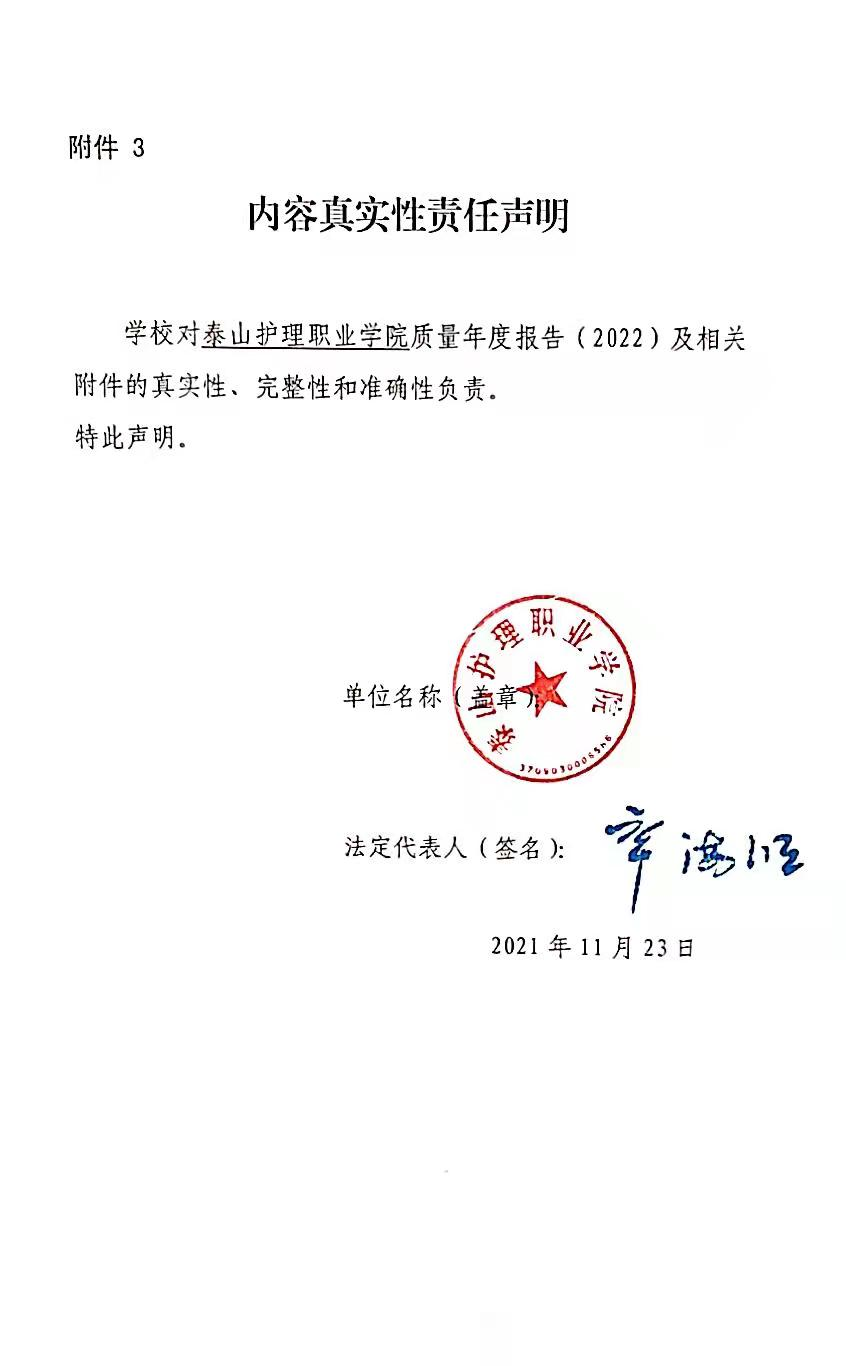 附件 3
内容真实性责任声明
学校对泰山护理职业学院质量年度报告（2022）及相关
附件的真实性、完整性和准确性负责。
特此声明。
泰山护理职业学院
单位名称（盖章）：
法定代表人（签名）：
2021 年 11 月 23 日